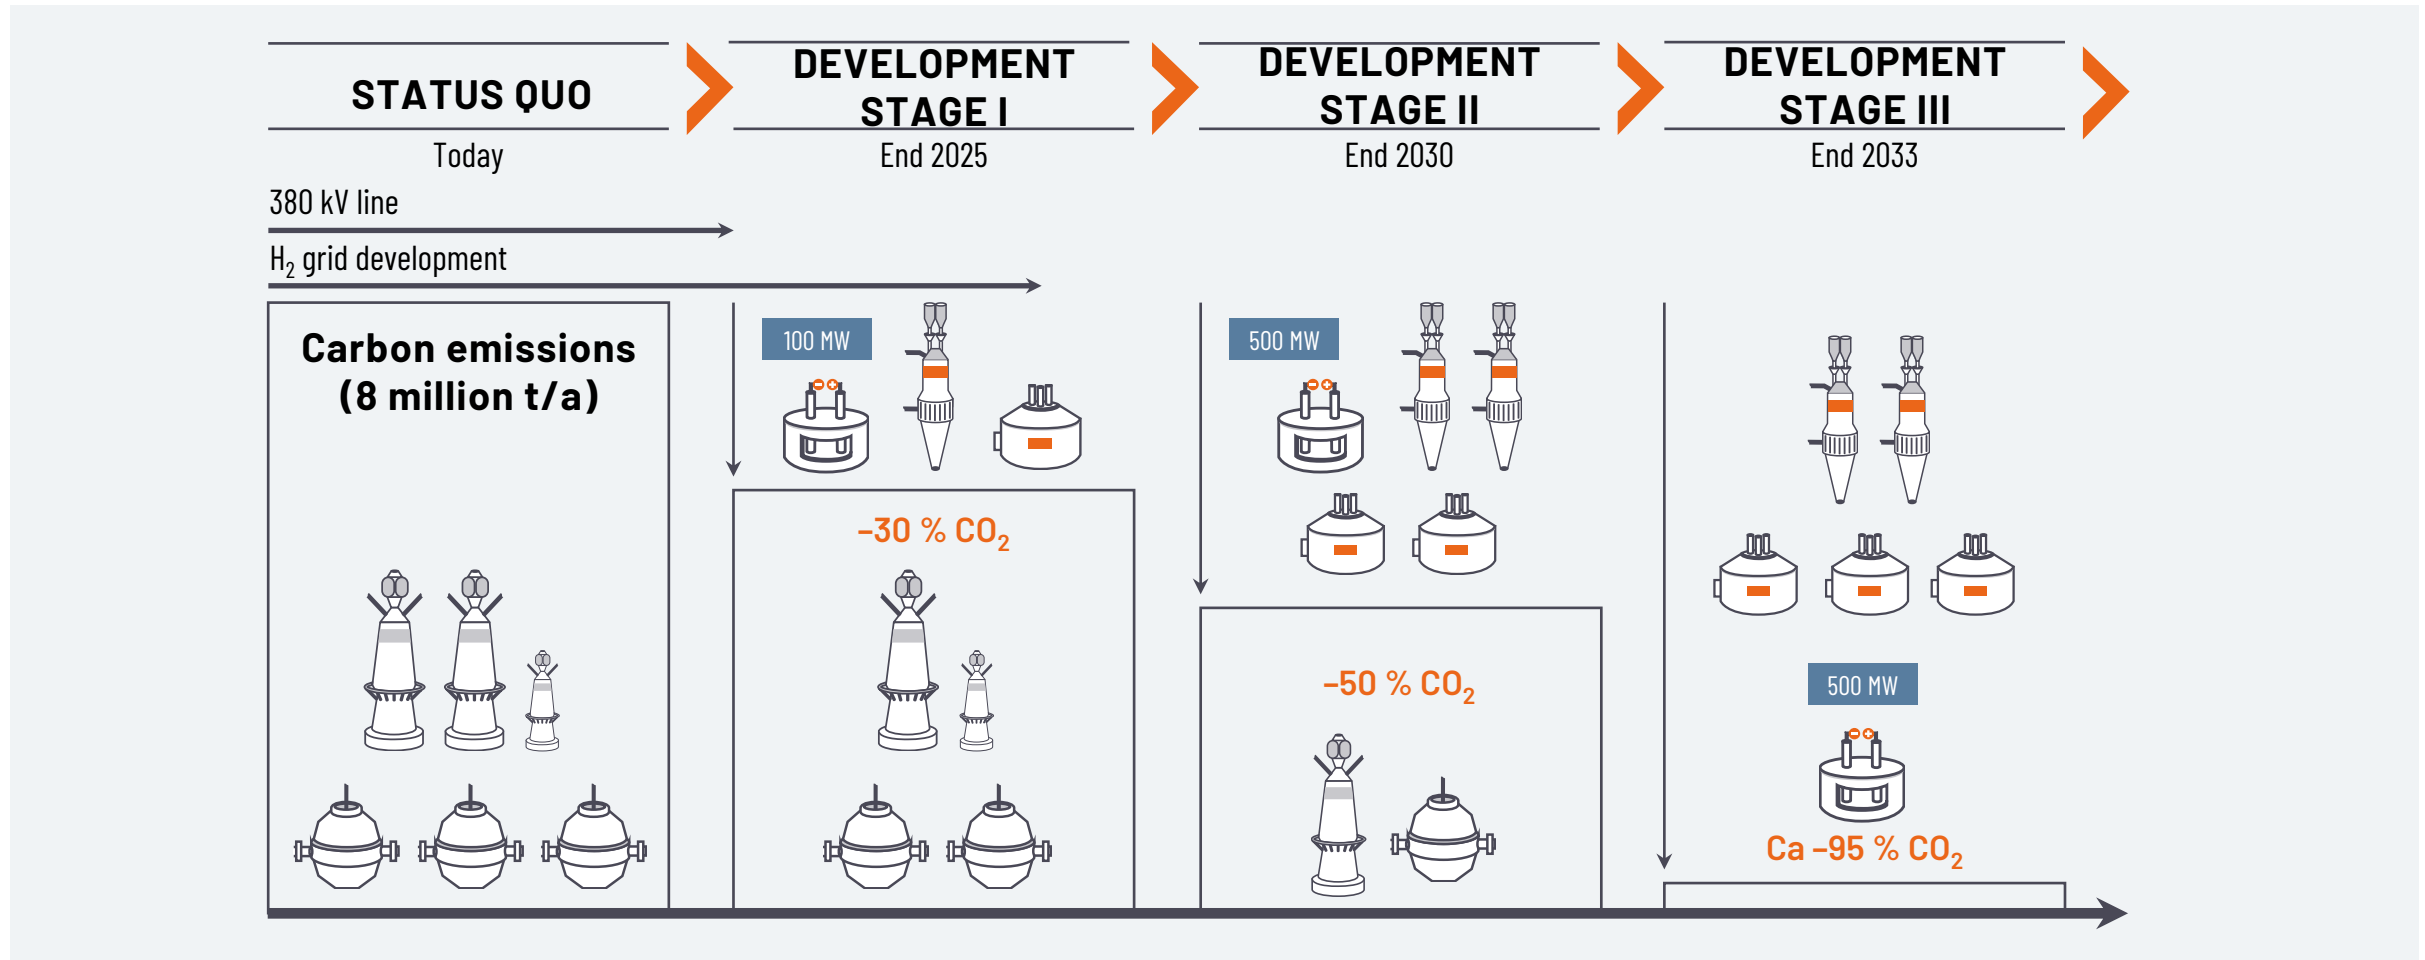 STATUS QUO
Today
DEVELOPMENT
STAGE I
End 2025
DEVELOPMENT
STAGE II
End 2030
DEVELOPMENT
STAGE III
End 2033
380 kV line
H₂ grid development
Carbon emissions
(8 million t/a)
100 MW
–30 % CO₂
500 MW
–50 % CO₂
500 MW
Ca –95 % CO₂